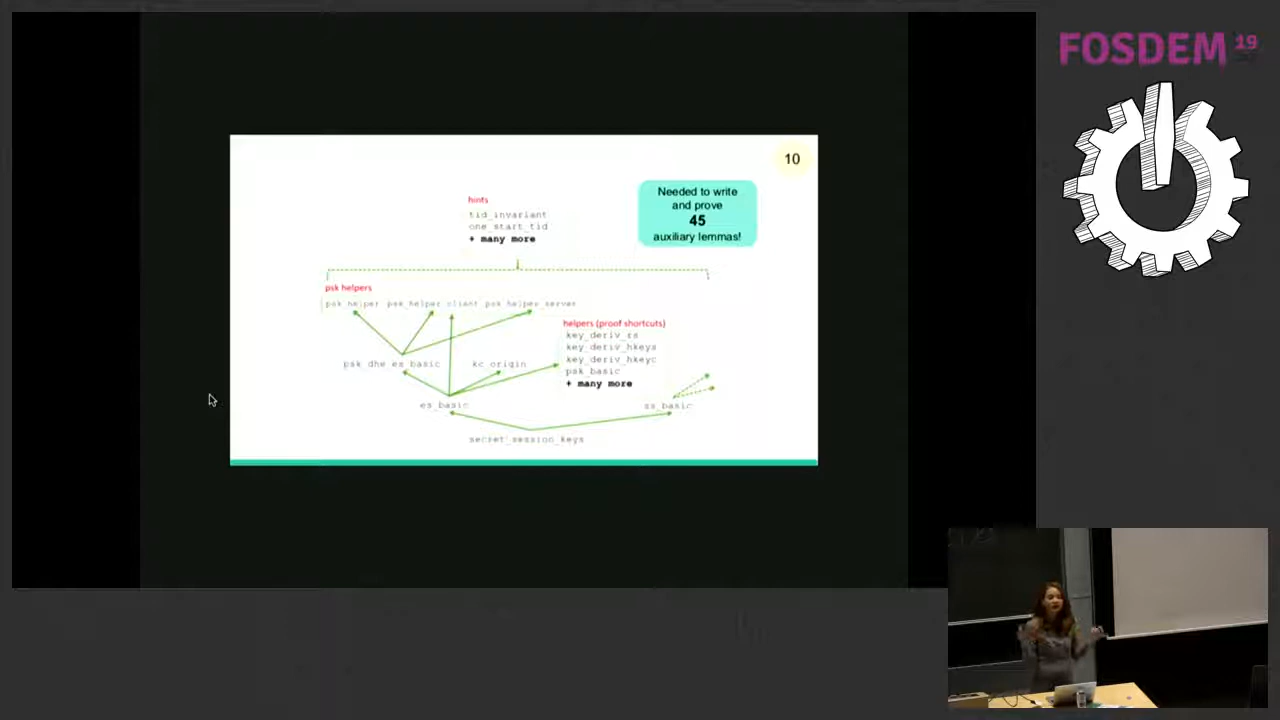 FOSDEM 19
10
Needed to write
and prove
45
auxiliary lemmas!
hints
tid_invariant
one_start_tid
+ many more
psk helpers
psk_helper psk_helper_client psk_helper_server
helpers (proof shortcuts)
key_deriv_rs
key_deriv_hkeys
key_deriv_hkeyc
psk_basic
+ many more
psk_dhe_es_basic
kc_origin
es_basic
ss_basic
secret_session_keys